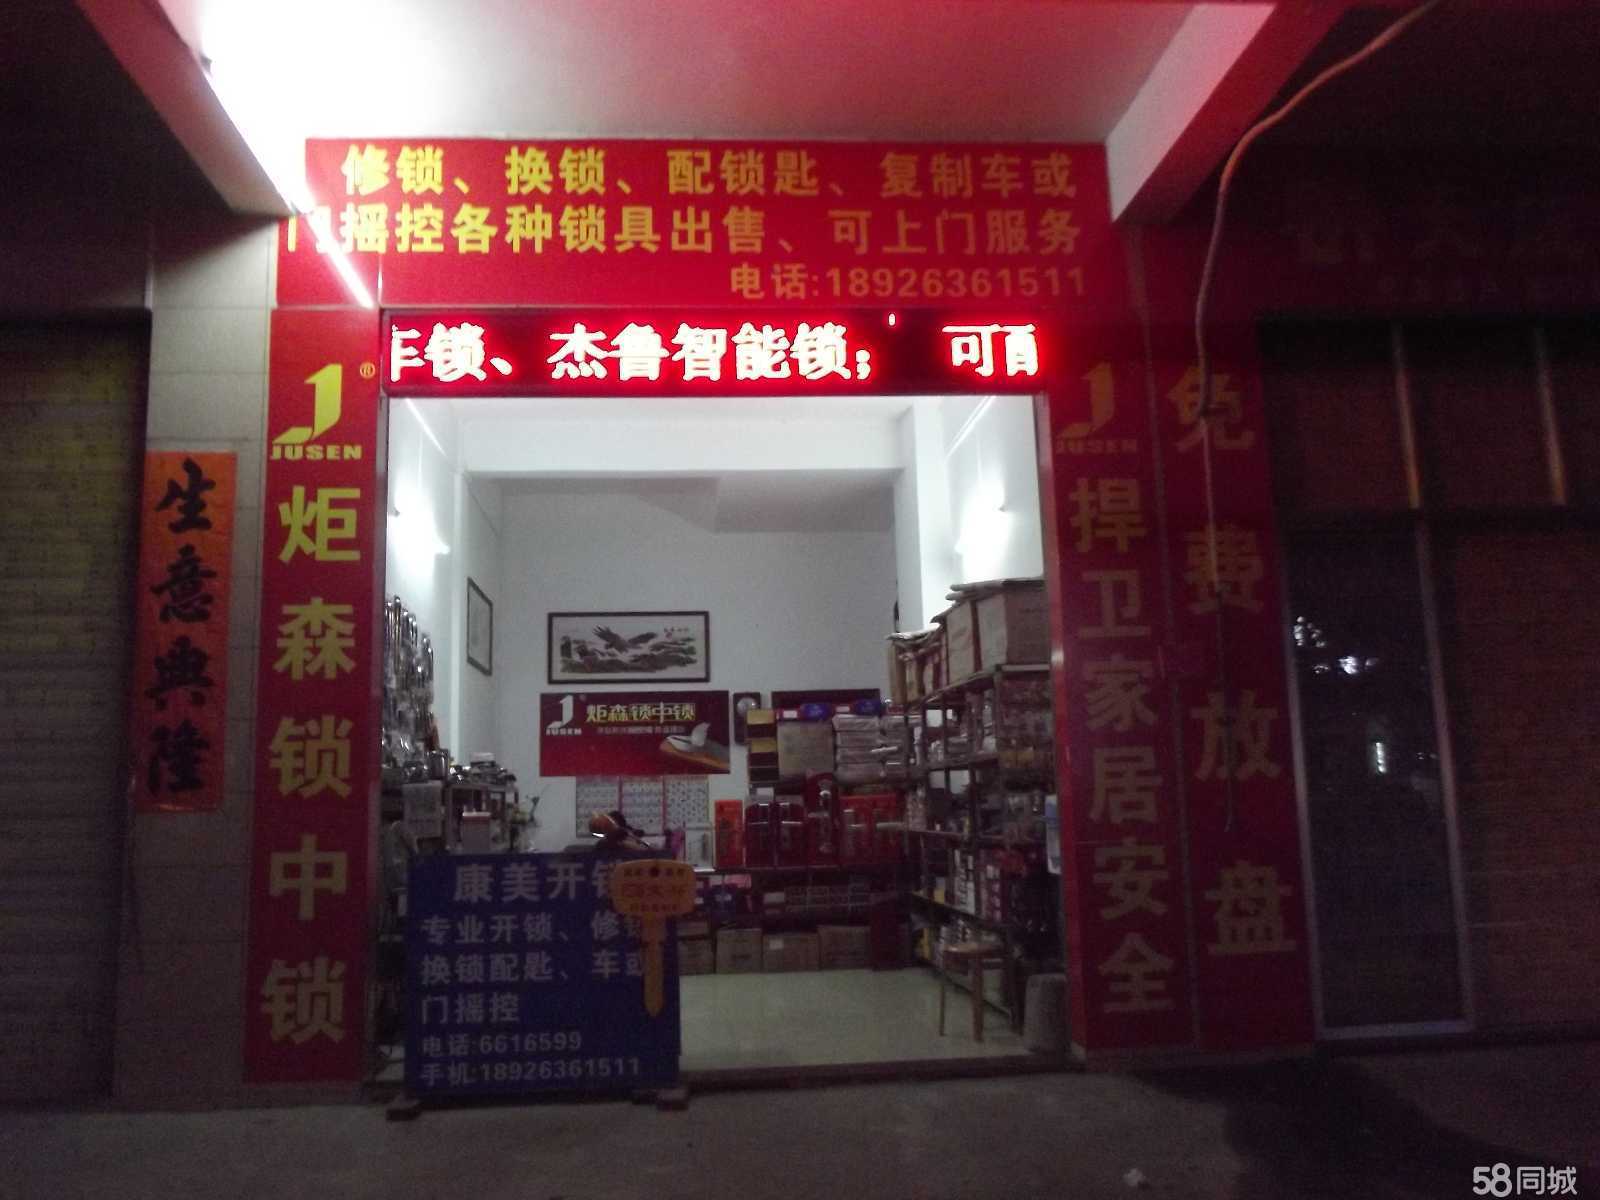 修锁、换锁、配锁匙、复制车或
门摇控各种锁具出售、可上门服务
电话:18926361511
车锁、杰鲁智能锁; 可配
J®
JUSEN
炬森锁中锁
生意興隆
JUSEN
捍卫家居安全
免费放盘
JUSEN
炬森锁中锁
康美开锁
专业开锁、修锁
换锁配匙、车或
门摇控
电话:6616599
手机:18926361511
58同城